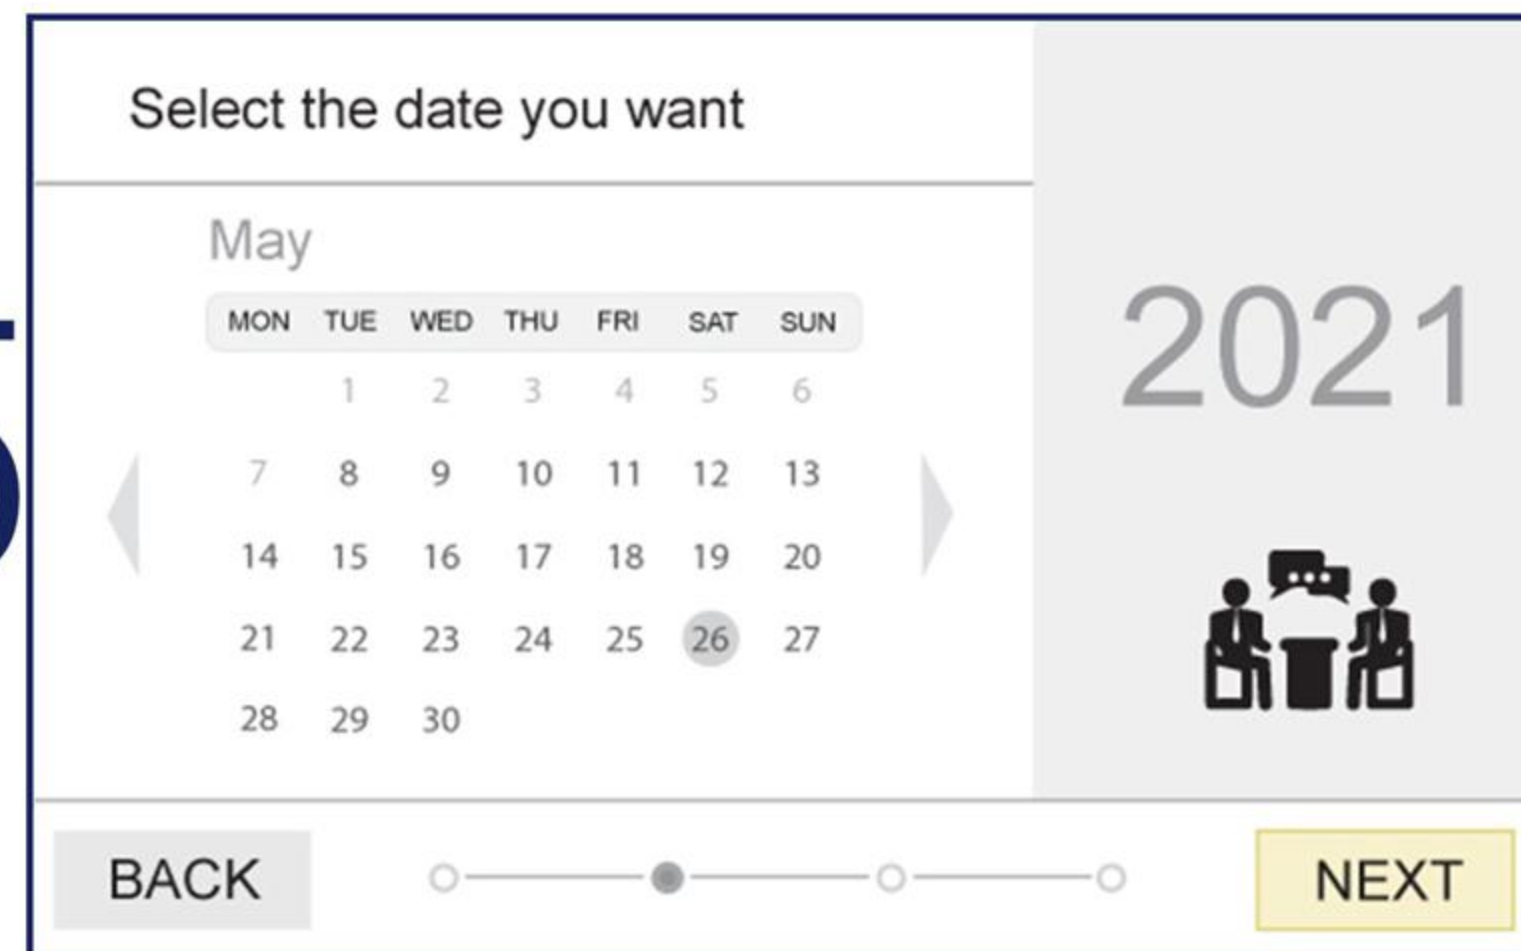 Select the date you want
May
2021
MON TUE WED THU FRI SAT SUN
1 2 3 4 5 6
7 8 9 10 11 12 13
14 15 16 17 18 19 20
21 22 23 24 25 26 27
28 29 30
BACK
NEXT